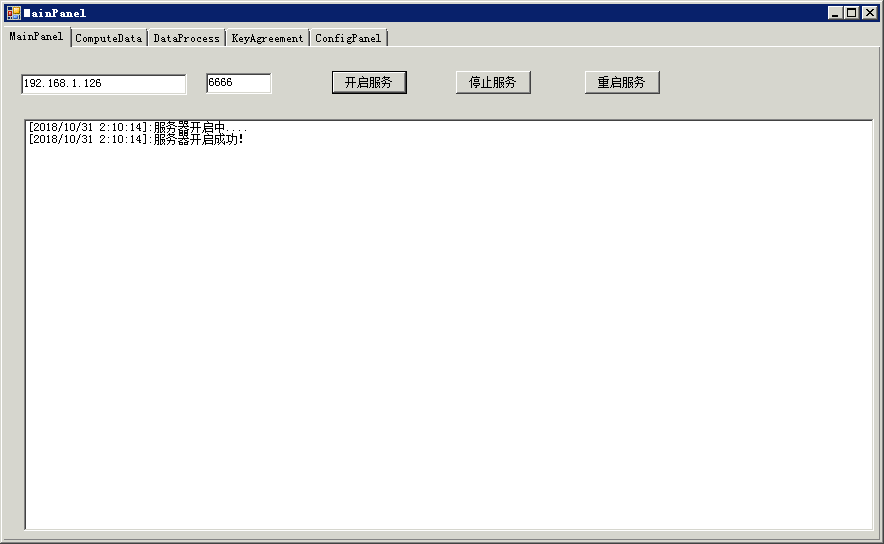 MainPanel
MainPanel ComputeData DataProcess KeyAgreement ConfigPanel
192.168.1.126 6666 开启服务 停止服务 重启服务
[2018/10/31 2:10:14]:服务器开启中....
[2018/10/31 2:10:14]:服务器开启成功!